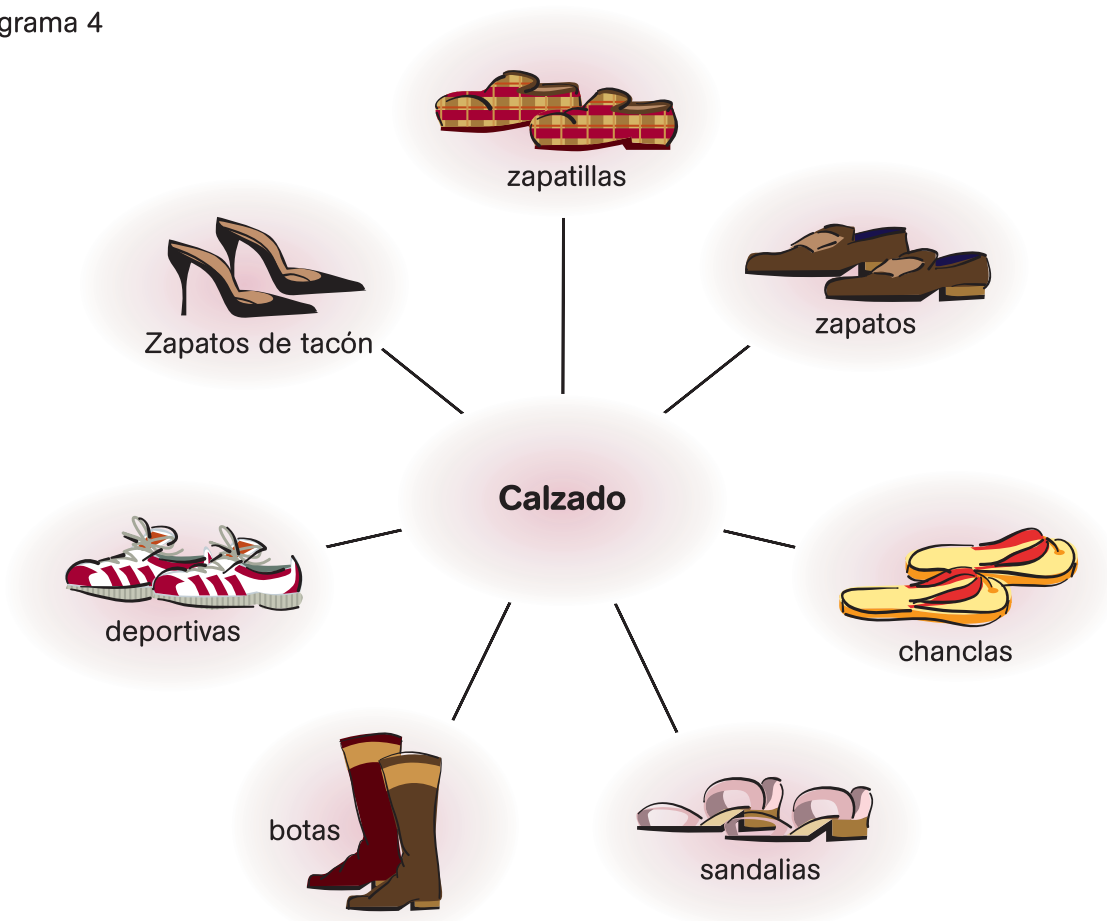 grama 4
zapatillas
Zapatos de tacón
zapatos
Calzado
deportivas
chanclas
botas
sandalias